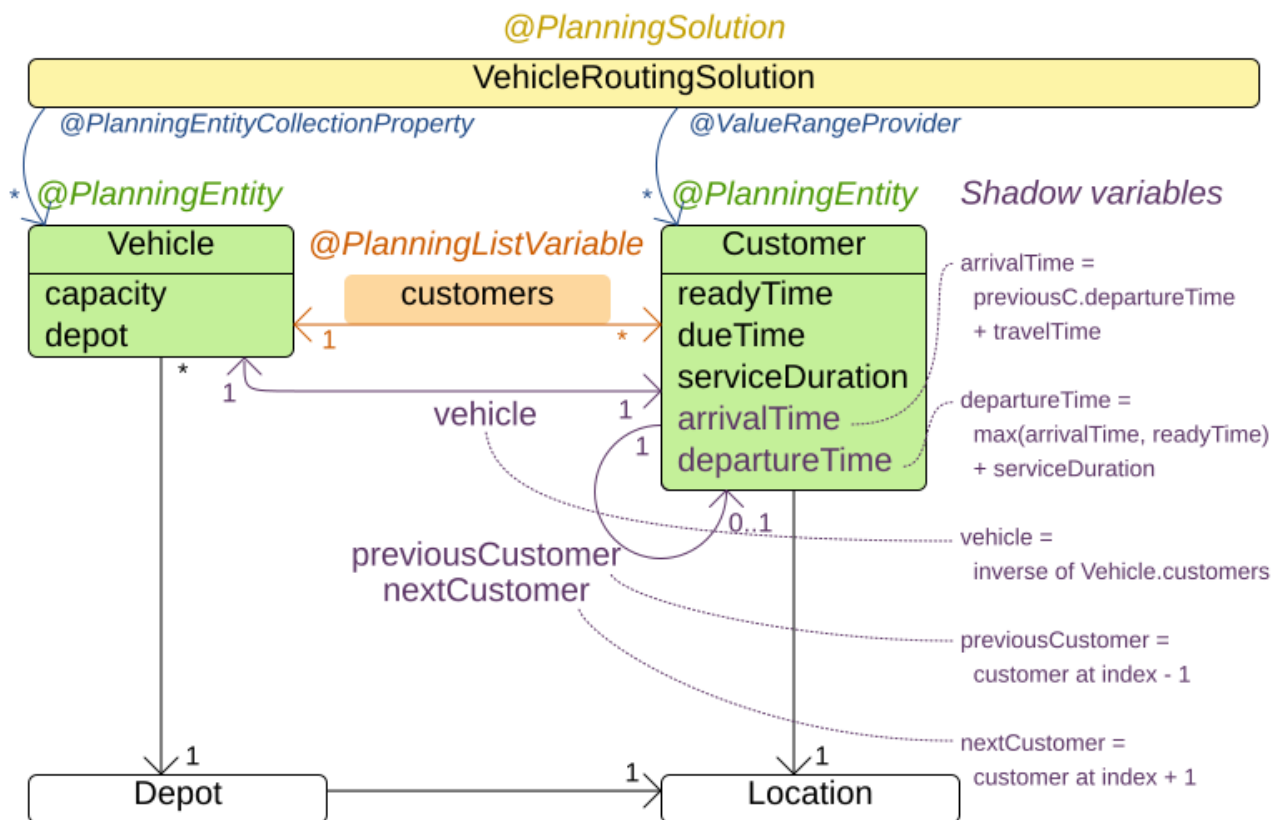 @PlanningSolution
VehicleRoutingSolution
@PlanningEntityCollectionProperty
@ValueRangeProvider
*
@PlanningEntity
*
@PlanningEntity
Shadow variables
Vehicle
capacity
depot
@PlanningListVariable
customers
1
*
Customer
readyTime
dueTime
serviceDuration
arrivalTime
departureTime
arrivalTime =
previousC.departureTime
+ travelTime
*
1
vehicle
1
1
0..1
departureTime =
max(arrivalTime, readyTime)
+ serviceDuration
previousCustomer
nextCustomer
vehicle =
inverse of Vehicle.customers
previousCustomer =
customer at index - 1
nextCustomer =
customer at index + 1
1
1
1
Depot
Location